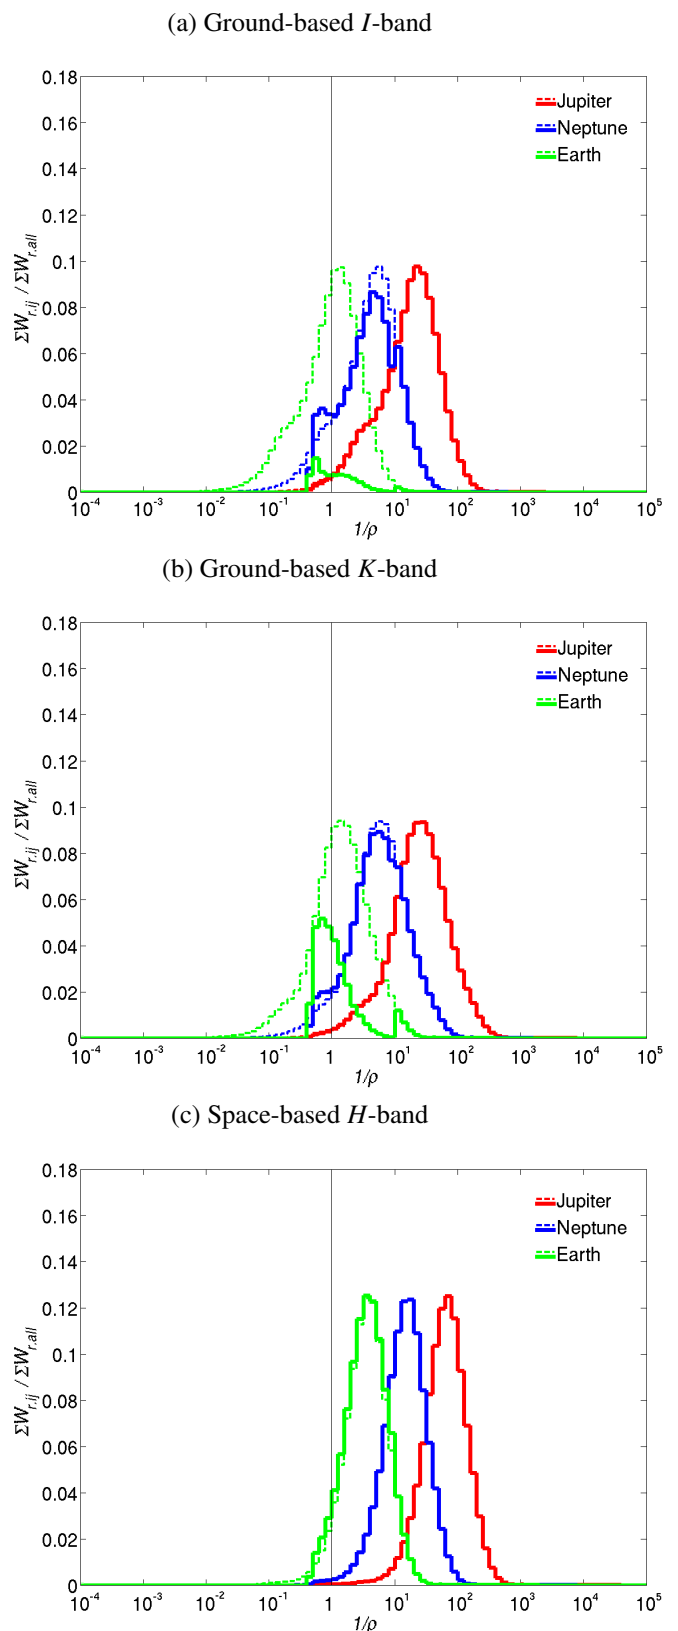 (a) Ground-based I-band
0.18
0.16
0.14
0.12
0.1
0.08
0.06
0.04
0.02
0
ΣW_{r.ij} / ΣW_{r.all}
Jupiter
Neptune
Earth
10^{-4} 10^{-3} 10^{-2} 10^{-1} 1 10^{1} 10^{2} 10^{3} 10^{4} 10^{5}
1/ρ
(b) Ground-based K-band
0.18
0.16
0.14
0.12
0.1
0.08
0.06
0.04
0.02
0
ΣW_{r.ij} / ΣW_{r.all}
Jupiter
Neptune
Earth
10^{-4} 10^{-3} 10^{-2} 10^{-1} 1 10^{1} 10^{2} 10^{3} 10^{4} 10^{5}
1/ρ
(c) Space-based H-band
0.18
0.16
0.14
0.12
0.1
0.08
0.06
0.04
0.02
0
ΣW_{r.ij} / ΣW_{r.all}
Jupiter
Neptune
Earth
10^{-4} 10^{-3} 10^{-2} 10^{-1} 1 10^{1} 10^{2} 10^{3} 10^{4} 10^{5}
1/ρ